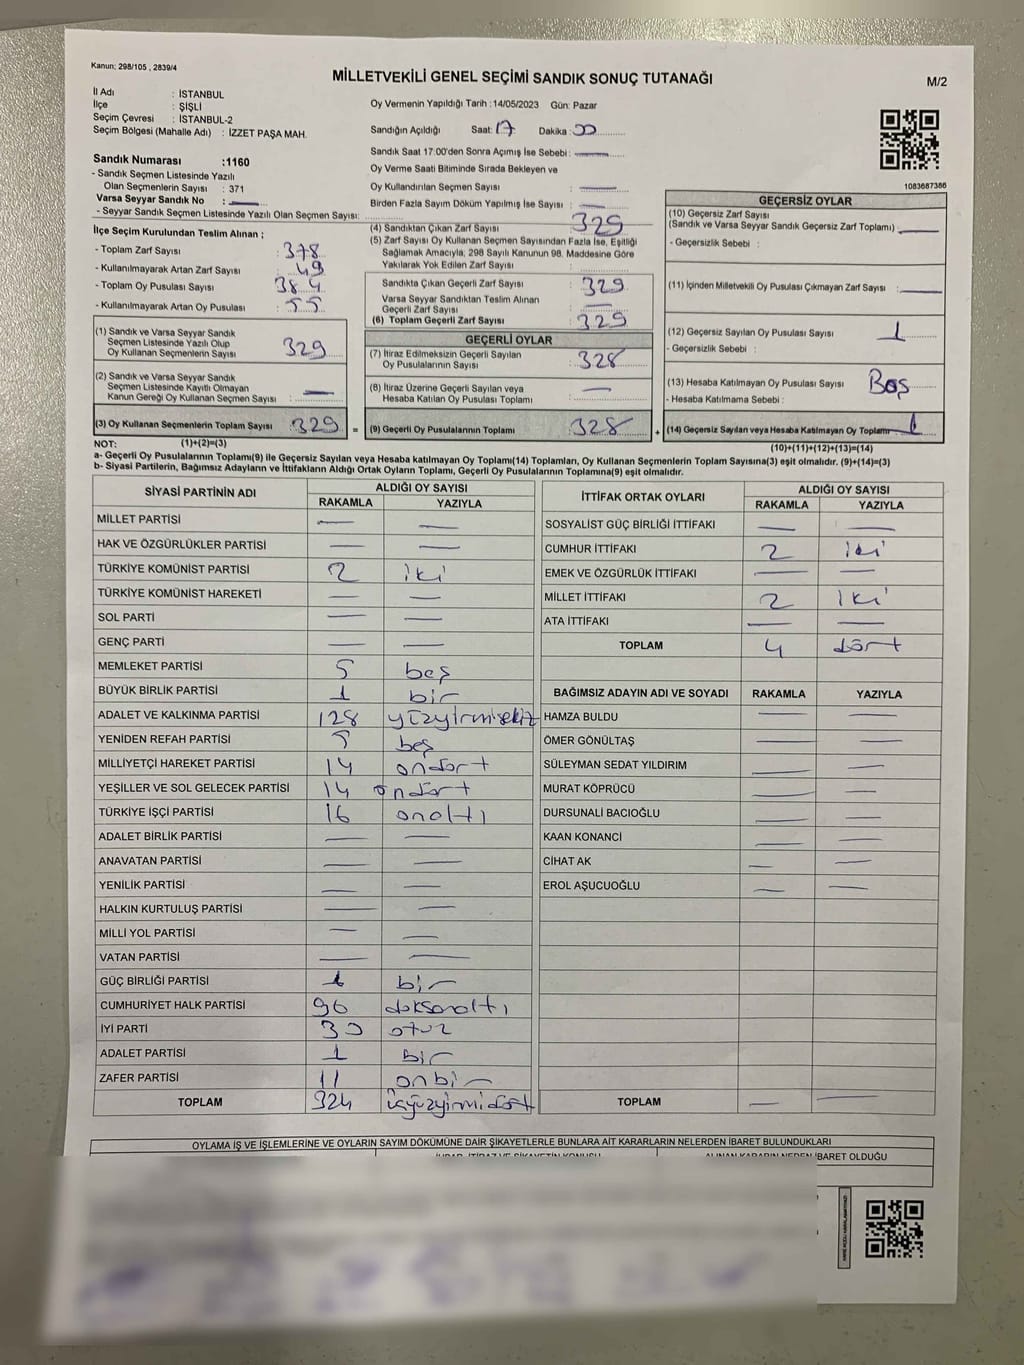 Kanun: 298/105 , 2839/4
MİLLETVEKİLİ GENEL SEÇİMİ SANDIK SONUÇ TUTANAĞI
M/2
İl Adı : İSTANBUL
İlçe : ŞİŞLİ
Seçim Çevresi : İSTANBUL-2
Seçim Bölgesi (Mahalle Adı) : İZZET PAŞA MAH.
Sandık Numarası :1160
- Sandık Seçmen Listesinde Yazılı
Olan Seçmenlerin Sayısı : 371
Varsa Seyyar Sandık No :
- Seyyar Sandık Seçmen Listesinde Yazılı Olan Seçmen Sayısı:
Oy Vermenin Yapıldığı Tarih :14/05/2023 Gün: Pazar
Sandığın Açıldığı Saat: 17 Dakika: 00
Sandık Saat 17:00'den Sonra Açımış İse Sebebi :
Oy Verme Saati Bitiminde Sırada Bekleyen ve
Oy Kullandırılan Seçmen Sayısı :
Birden Fazla Sayım Döküm Yapılmış İse Sayısı :
1083687386
İlçe Seçim Kurulundan Teslim Alınan ;
- Toplam Zarf Sayısı : 378
- Kullanılmayarak Artan Zarf Sayısı : 49
- Toplam Oy Pusulası Sayısı : 384
- Kullanılmayarak Artan Oy Pusulası : 55
(1) Sandık ve Varsa Seyyar Sandık
Seçmen Listesinde Yazılı Olup
Oy Kullanan Seçmenlerin Sayısı : 329
(2) Sandık ve Varsa Seyyar Sandık
Seçmen Listesinde Kayıtlı Olmayan
Kanun Gereği Oy Kullanan Seçmen Sayısı :
(3) Oy Kullanan Seçmenlerin Toplam Sayısı : 329 =
(4) Sandıktan Çıkan Zarf Sayısı : 329
(5) Zarf Sayısı Oy Kullanan Seçmen Sayısından Fazla İse, Eşitliği
Sağlamak Amacıyla, 298 Sayılı Kanunun 98. Maddesine Göre
Yakılarak Yok Edilen Zarf Sayısı :
Sandıkta Çıkan Geçerli Zarf Sayısı : 329
Varsa Seyyar Sandıktan Teslim Alınan
Geçerli Zarf Sayısı :
(6) Toplam Geçerli Zarf Sayısı : 329
GEÇERLİ OYLAR
(7) İtiraz Edilmeksizin Geçerli Sayılan
Oy Pusulalarının Sayısı : 328
(8) İtiraz Üzerine Geçerli Sayılan veya
Hesaba Katılan Oy Pusulası Toplamı :
(9) Geçerli Oy Pusulalarının Toplamı : 328 +
GEÇERSİZ OYLAR
(10) Geçersiz Zarf Sayısı
(Sandık ve Varsa Seyyar Sandık Geçersiz Zarf Toplamı) :
- Geçersizlik Sebebi :
(11) İçinden Milletvekili Oy Pusulası Çıkmayan Zarf Sayısı :
(12) Geçersiz Sayılan Oy Pusulası Sayısı : 1
- Geçersizlik Sebebi :
(13) Hesaba Katılmayan Oy Pusulası Sayısı : Boş
- Hesaba Katılmama Sebebi :
(14) Geçersiz Sayılan veya Hesaba Katılmayan Oy Toplamı : 1
NOT: (1)+(2)=(3) (10)+(11)+(12)+(13)=(14)
a- Geçerli Oy Pusulalarının Toplamı(9) ile Geçersiz Sayılan veya Hesaba katılmayan Oy Toplamı(14) Toplamları, Oy Kullanan Seçmenlerin Toplam Sayısına(3) eşit olmalıdır. (9)+(14)=(3)
b- Siyasi Partilerin, Bağımsız Adayların ve İttifakların Aldığı Ortak Oyların Toplamı, Geçerli Oy Pusulalarının Toplamına(9) eşit olmalıdır.
SİYASİ PARTİNİN ADI ALDIĞI OY SAYISI
RAKAMLA YAZIYLA
MİLLET PARTİSİ
HAK VE ÖZGÜRLÜKLER PARTİSİ
TÜRKİYE KOMÜNİST PARTİSİ 2 iki
TÜRKİYE KOMÜNİST HAREKETİ
SOL PARTİ
GENÇ PARTİ
MEMLEKET PARTİSİ 5 beş
BÜYÜK BİRLİK PARTİSİ 1 bir
ADALET VE KALKINMA PARTİSİ 128 yüzyirmisekiz
YENİDEN REFAH PARTİSİ 5 beş
MİLLİYETÇİ HAREKET PARTİSİ 14 ondört
YEŞİLLER VE SOL GELECEK PARTİSİ 14 ondört
TÜRKİYE İŞÇİ PARTİSİ 16 onaltı
ADALET BİRLİK PARTİSİ
ANAVATAN PARTİSİ
YENİLİK PARTİSİ
HALKIN KURTULUŞ PARTİSİ
MİLLİ YOL PARTİSİ
VATAN PARTİSİ
GÜÇ BİRLİĞİ PARTİSİ 1 bir
CUMHURİYET HALK PARTİSİ 96 doksanaltı
İYİ PARTİ 30 otuz
ADALET PARTİSİ 1 bir
ZAFER PARTİSİ 11 onbir
TOPLAM 324 üçyüzyirmidört
İTTİFAK ORTAK OYLARI ALDIĞI OY SAYISI
RAKAMLA YAZIYLA
SOSYALİST GÜÇ BİRLİĞİ İTTİFAKI
CUMHUR İTTİFAKI 2 iki
EMEK VE ÖZGÜRLÜK İTTİFAKI
MİLLET İTTİFAKI 2 iki
ATA İTTİFAKI
TOPLAM 4 dört
BAĞIMSIZ ADAYIN ADI VE SOYADI RAKAMLA YAZIYLA
HAMZA BULDU
ÖMER GÖNÜLTAŞ
SÜLEYMAN SEDAT YILDIRIM
MURAT KÖPRÜCÜ
DURSUNALİ BACIOĞLU
KAAN KONANCİ
CİHAT AK
EROL AŞUCUOĞLU
TOPLAM
OYLAMA İŞ VE İŞLEMLERİNE VE OYLARIN SAYIM DÖKÜMÜNE DAİR ŞİKAYETLERLE BUNLARA AİT KARARLARIN NELERDEN İBARET BULUNDUKLARI
İBARET OLDUĞU